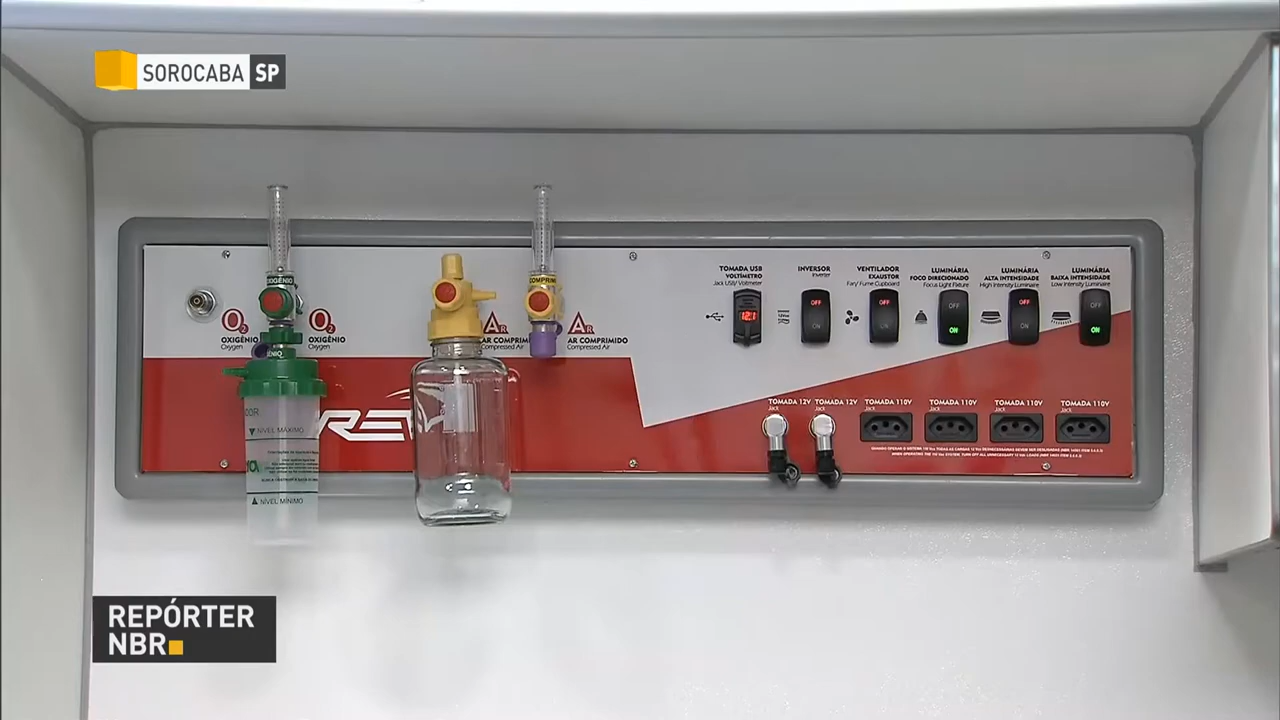 SOROCABA SP
TOMADA USB
VOLTÍMETRO
Jack USB/ Voltmeter
INVERSOR
Inverter
VENTILADOR
EXAUSTOR
Fan/ Fume Cupboard
LUMINÁRIA
FOCO DIRECIONADO
Focus Light Fixture
LUMINÁRIA
ALTA INTENSIDADE
High Intensity Luminaire
LUMINÁRIA
BAIXA INTENSIDADE
Low Intensity Luminaire
OXIGÊNIO
COMPRIM
12.1
OFF
ON
OFF
ON
OFF
ON
OFF
ON
OFF
ON
O2
OXIGÊNIO
Oxygen
O2
OXIGÊNIO
Oxygen
AR
AR COMPRIM
Compressed Air
AR
AR COMPRIMIDO
Compressed Air
TOMADA 12V
Jack
TOMADA 12V
Jack
TOMADA 110V
Jack
TOMADA 110V
Jack
TOMADA 110V
Jack
TOMADA 110V
Jack
NÍVEL MÁXIMO
NÍVEL MÍNIMO
REPÓRTER
NBR